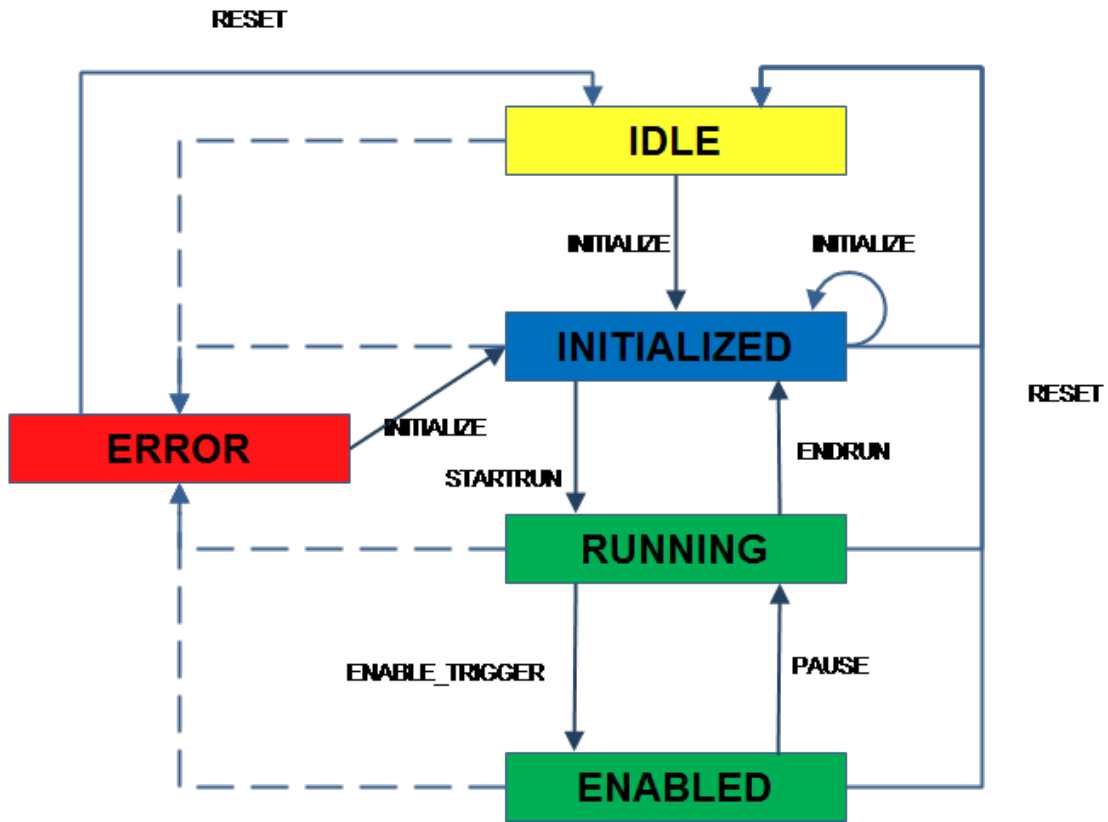 RESET
IDLE
INITIALIZE
INITIALIZE
INITIALIZED
RESET
ERROR
INITIALIZE
STARTRUN
ENDRUN
RUNNING
ENABLE_TRIGGER
PAUSE
ENABLED